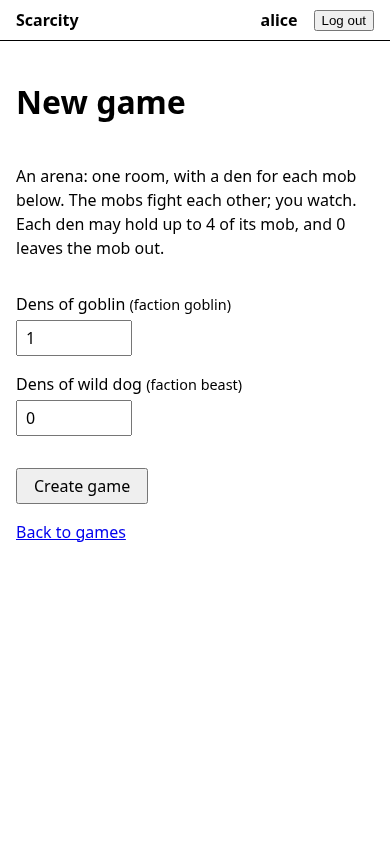 Scarcity alice Log out
New game
An arena: one room, with a den for each mob
below. The mobs fight each other; you watch.
Each den may hold up to 4 of its mob, and 0
leaves the mob out.
Dens of goblin (faction goblin)
1
Dens of wild dog (faction beast)
0
Create game
Back to games